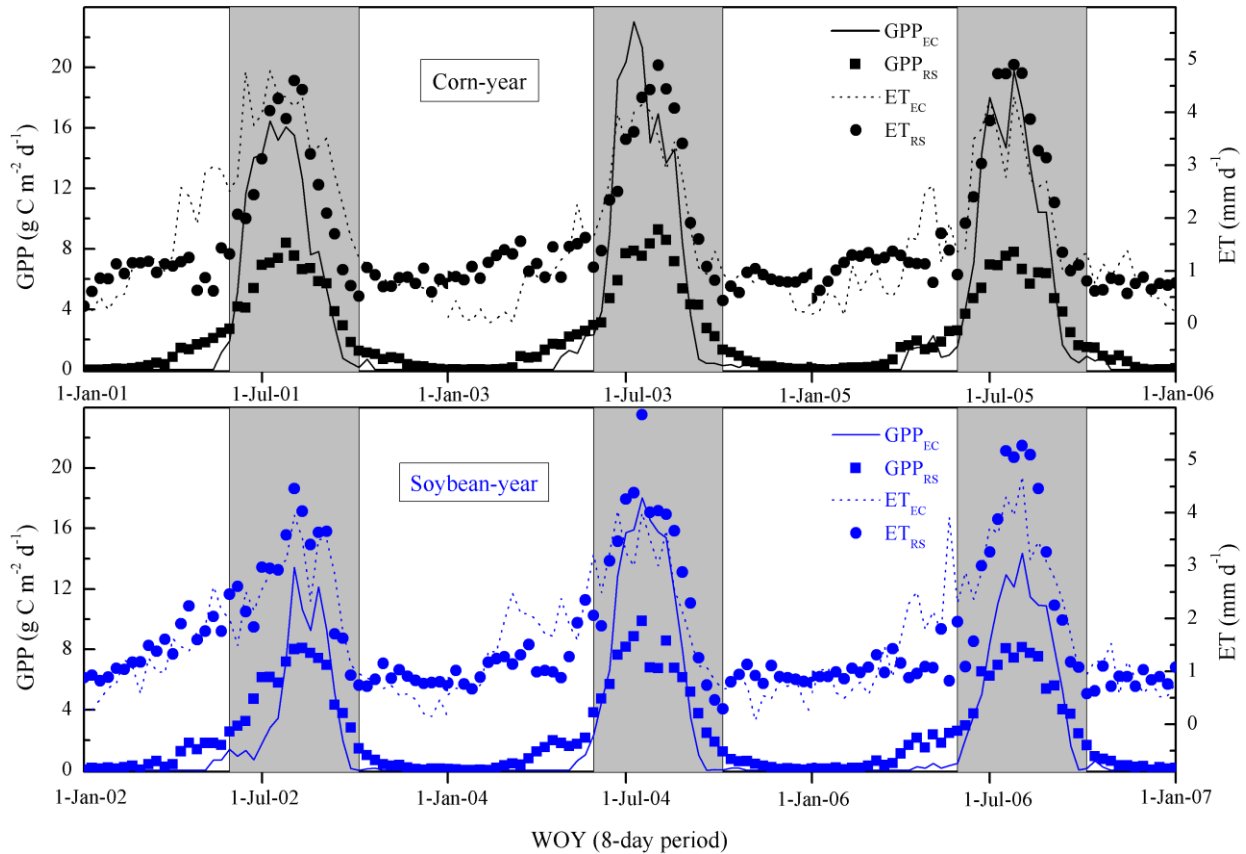 GPP (g C m⁻² d⁻¹)
20
16
12
8
4
0
Corn-year
GPP_EC
GPP_RS
ET_EC
ET_RS
5
4
3
2
1
0
ET (mm d⁻¹)
1-Jan-01 1-Jul-01 1-Jan-03 1-Jul-03 1-Jan-05 1-Jul-05 1-Jan-06
GPP (g C m⁻² d⁻¹)
20
16
12
8
4
0
Soybean-year
GPP_EC
GPP_RS
ET_EC
ET_RS
5
4
3
2
1
0
ET (mm d⁻¹)
1-Jan-02 1-Jul-02 1-Jan-04 1-Jul-04 1-Jan-06 1-Jul-06 1-Jan-07
WOY (8-day period)